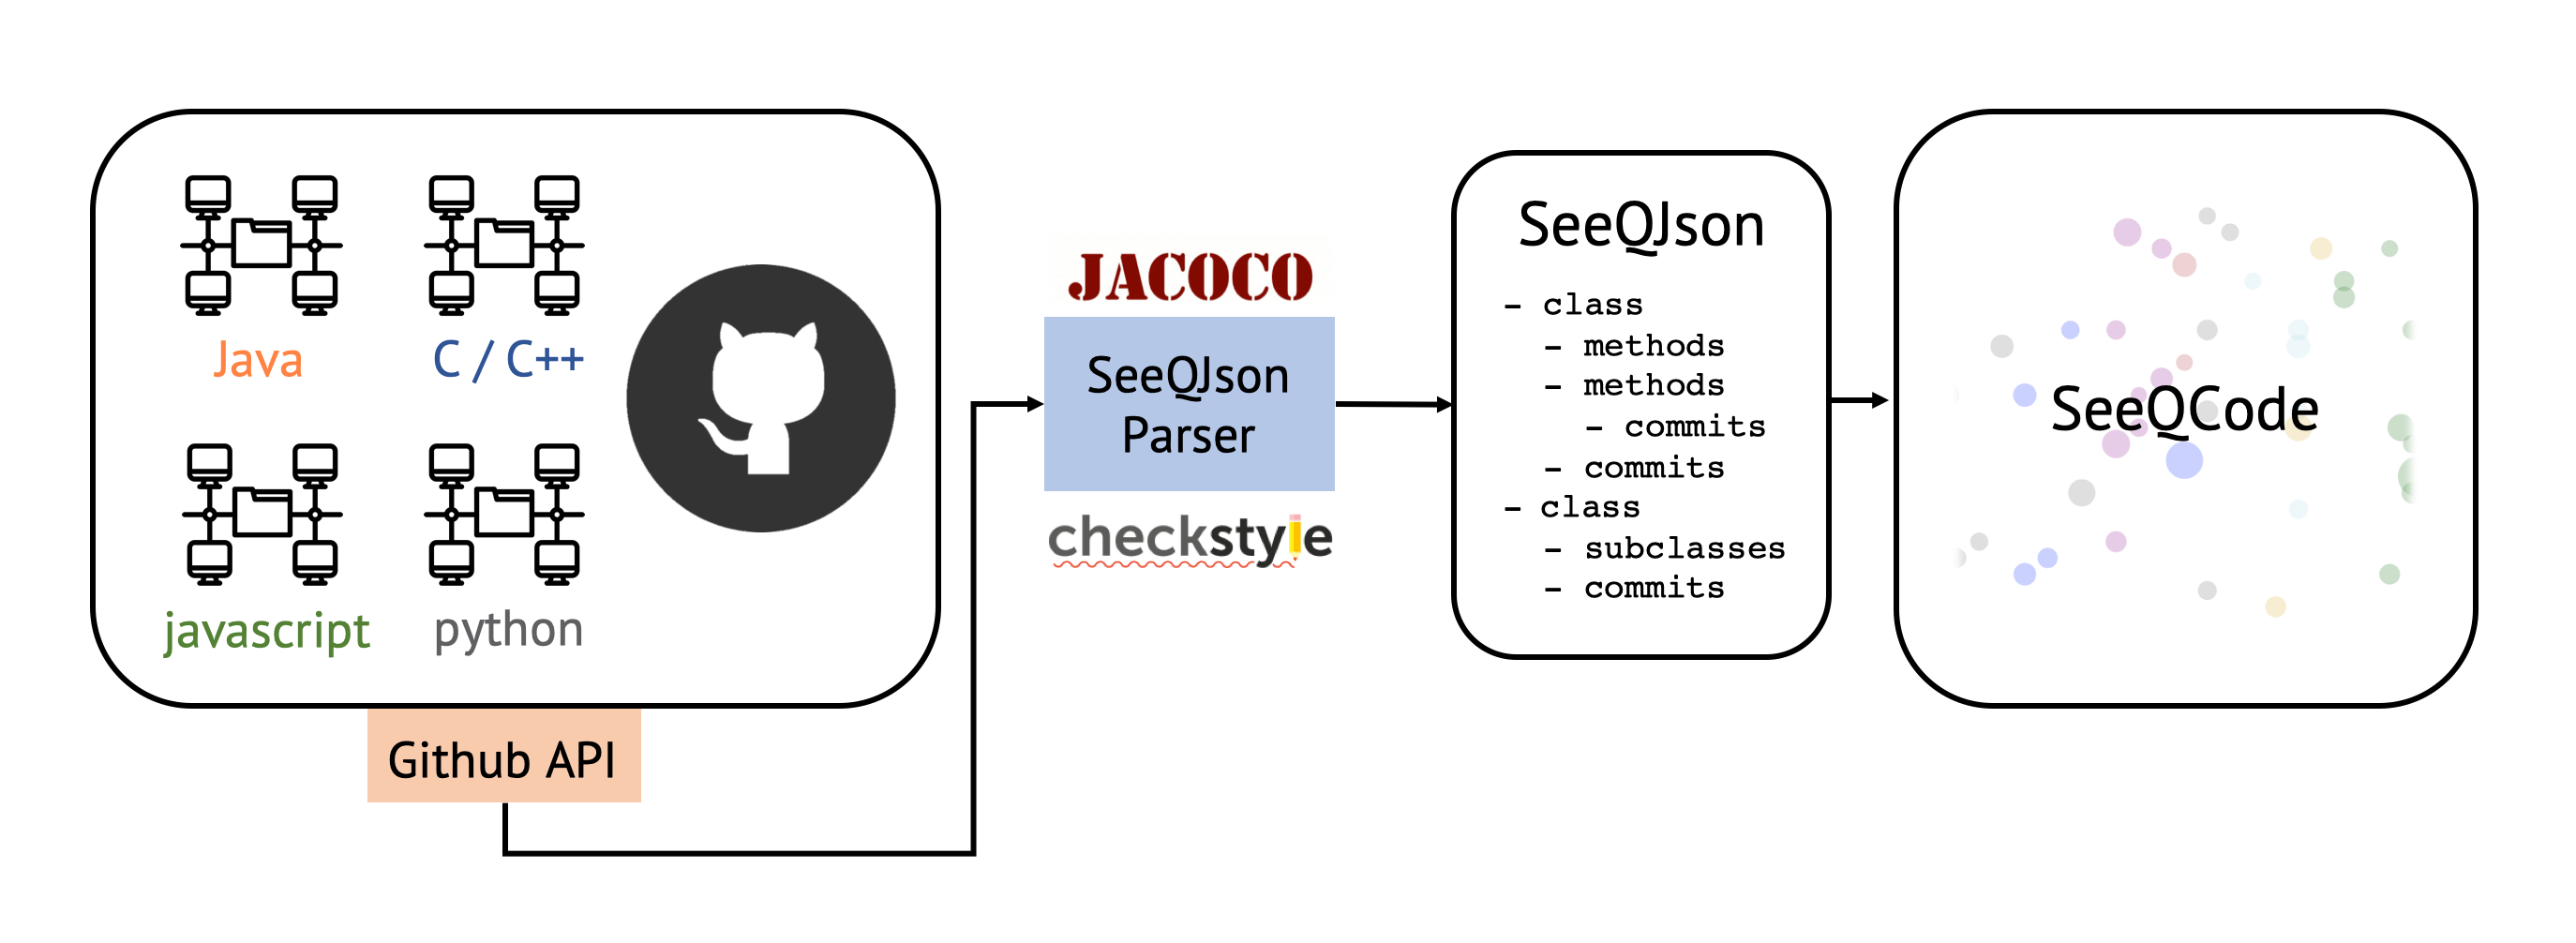 Java
C / C++
javascript
python
Github API
JACOCO
SeeQJson
Parser
checkstyle
SeeQJson
- class
- methods
- methods
- commits
- commits
- class
- subclasses
- commits
SeeQCode